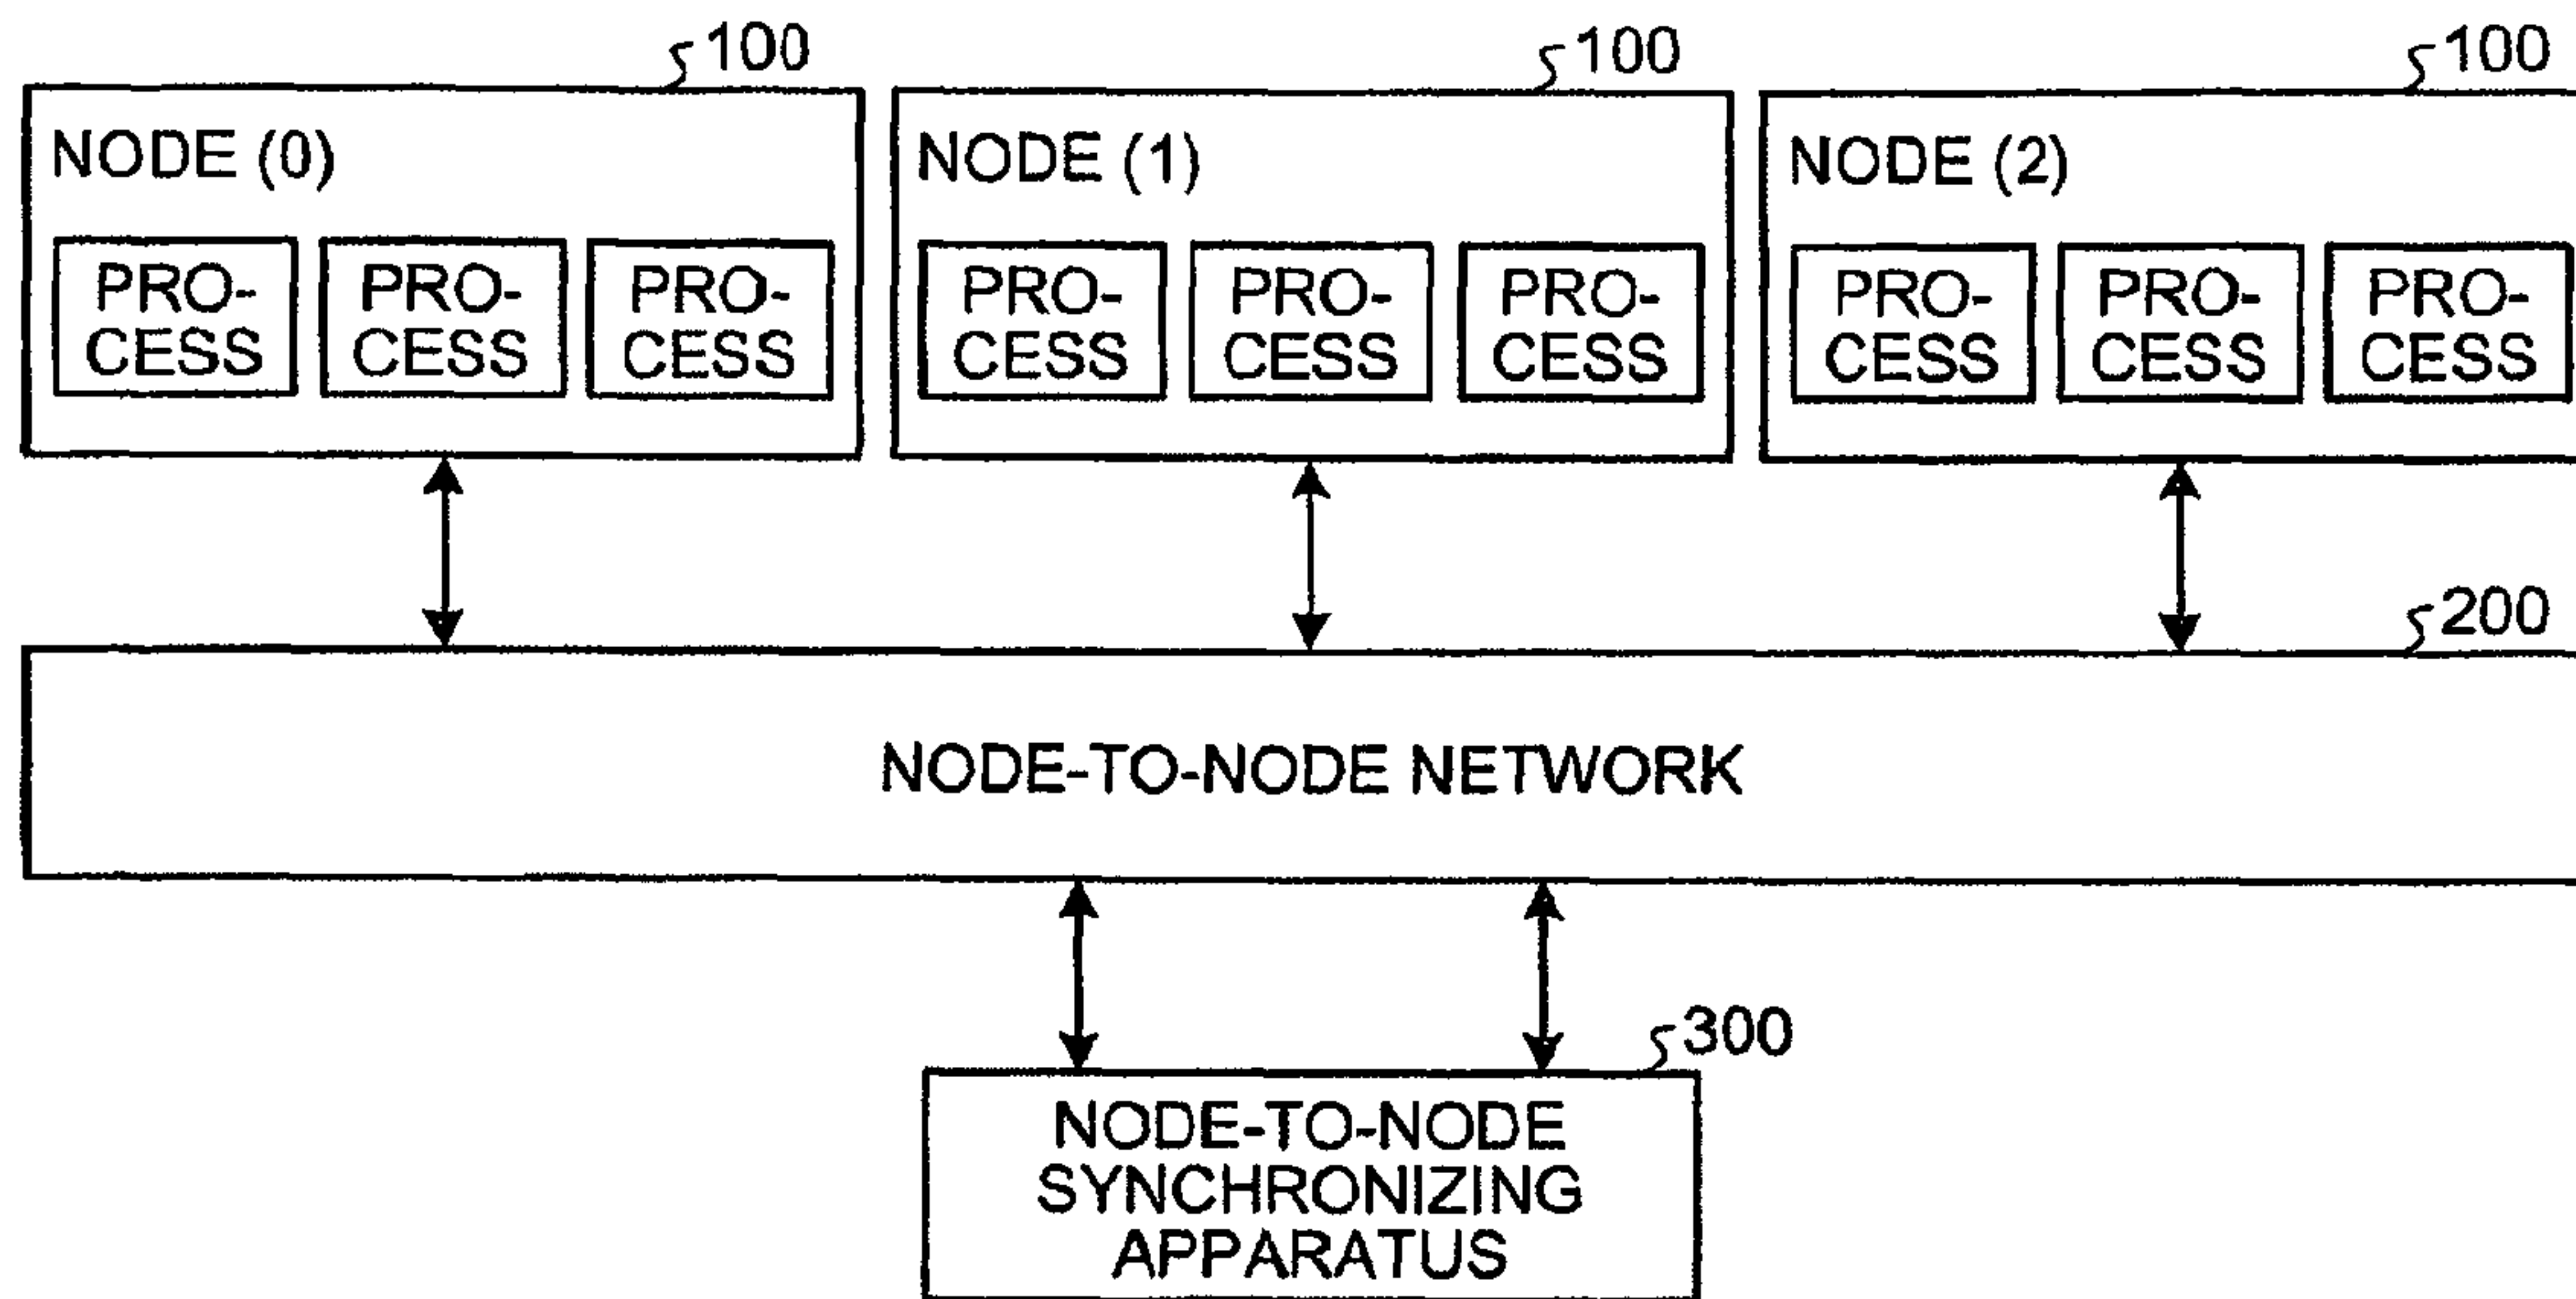 100
100
100
NODE (0)
NODE (1)
NODE (2)
PRO-
CESS
PRO-
CESS
PRO-
CESS
PRO-
CESS
PRO-
CESS
PRO-
CESS
PRO-
CESS
PRO-
CESS
PRO-
CESS
200
NODE-TO-NODE NETWORK
300
NODE-TO-NODE
SYNCHRONIZING
APPARATUS